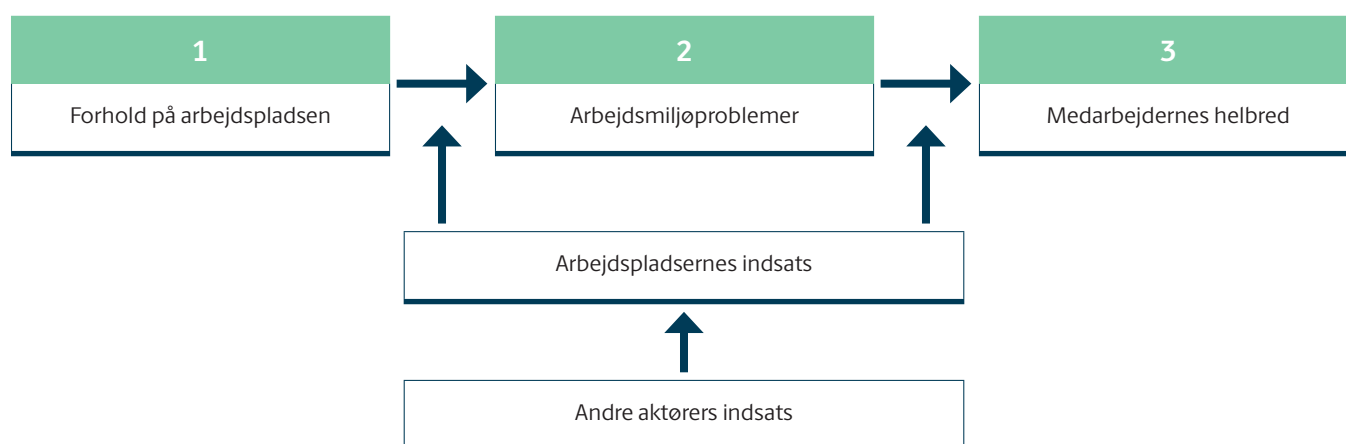 1
Forhold på arbejdspladsen
2
Arbejdsmiljøproblemer
3
Medarbejdernes helbred
Arbejdspladsernes indsats
Andre aktørers indsats